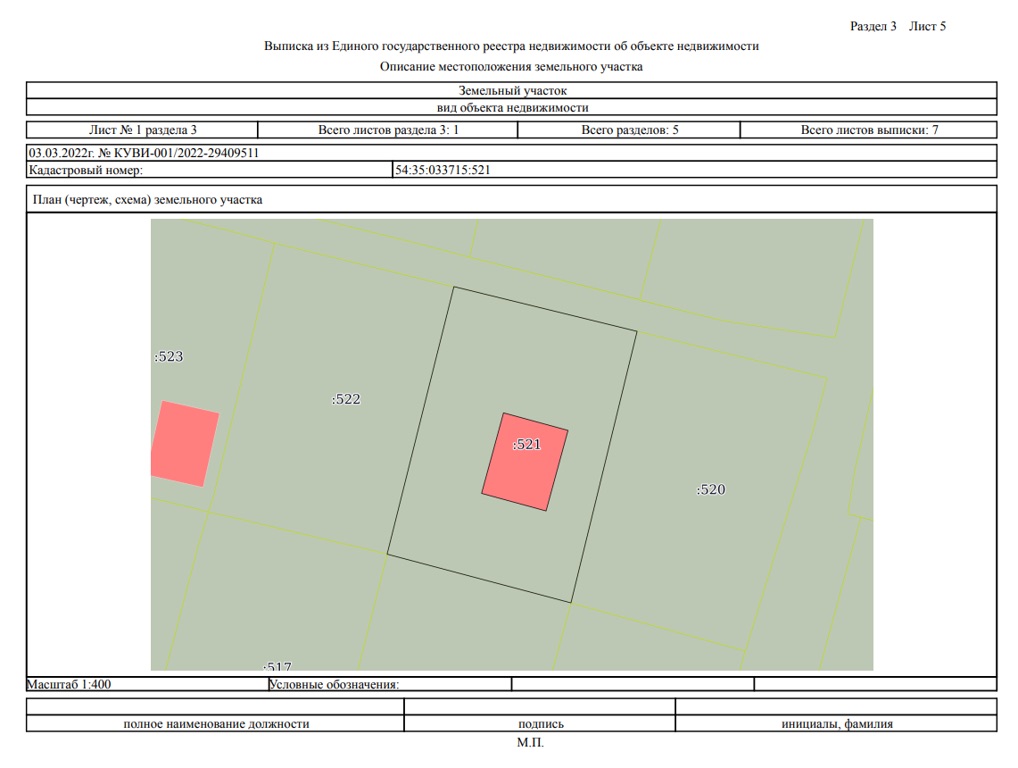 Раздел 3 Лист 5
Выписка из Единого государственного реестра недвижимости об объекте недвижимости
Описание местоположения земельного участка
Земельный участок
вид объекта недвижимости
Лист № 1 раздела 3 Всего листов раздела 3: 1 Всего разделов: 5 Всего листов выписки: 7
03.03.2022г. № КУВИ-001/2022-29409511
Кадастровый номер: 54:35:033715:521
План (чертеж, схема) земельного участка
:523
:522
:521
:520
:517
Масштаб 1:400 Условные обозначения:
полное наименование должности подпись инициалы, фамилия
М.П.